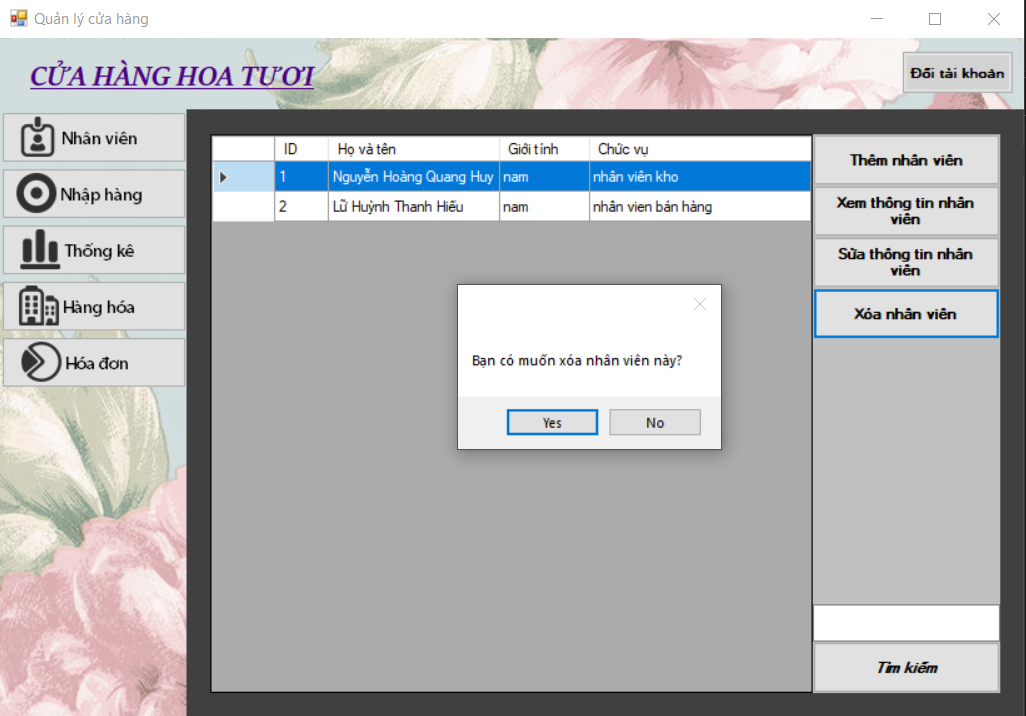 Quản lý cửa hàng
CỬA HÀNG HOA TƯƠI
Đổi tài khoản
Nhân viên
Nhập hàng
Thống kê
Hàng hóa
Hóa đơn
ID Họ và tên Giới tính Chức vụ
1 Nguyễn Hoàng Quang Huy nam nhân viên kho
2 Lữ Huỳnh Thanh Hiếu nam nhân vien bán hàng
Thêm nhân viên
Xem thông tin nhân
viên
Sửa thông tin nhân
viên
Xóa nhân viên
Bạn có muốn xóa nhân viên này?
Yes No
Tìm kiếm